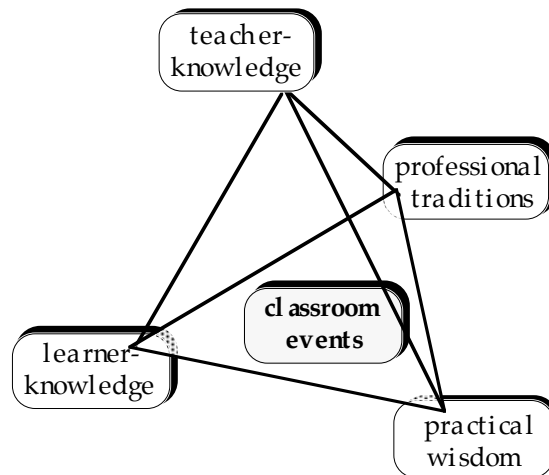 teacher-
knowledge
professional
traditions
classroom
events
learner-
knowledge
practical
wisdom